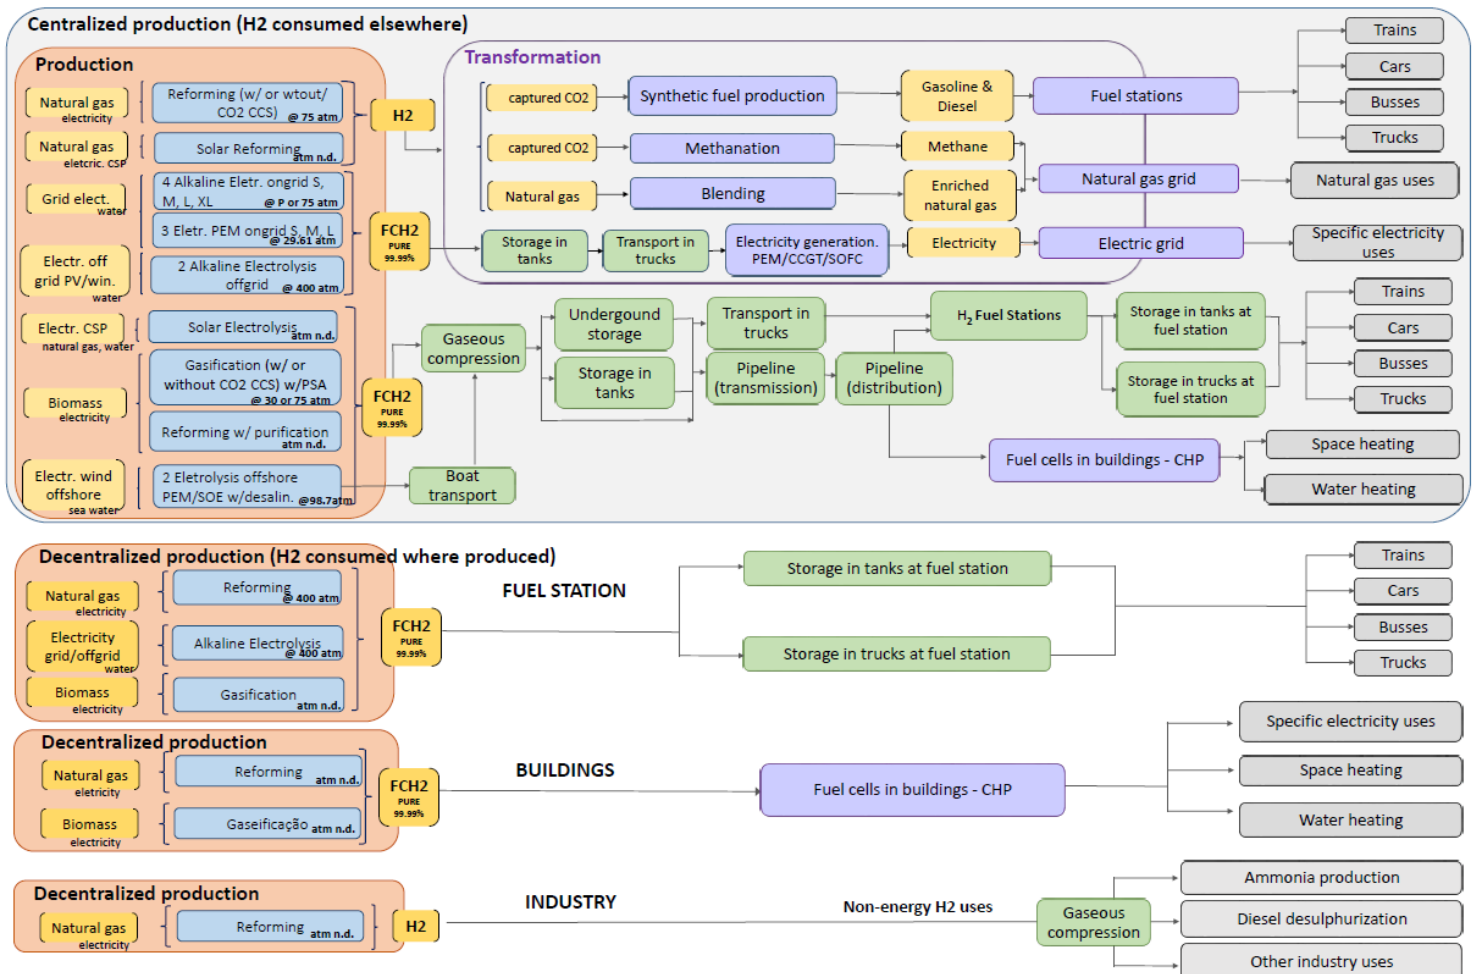 Centralized production (H2 consumed elsewhere)
Production
Natural gas
electricity
Reforming (w/ or wtout/
CO2 CCS) @ 75 atm
Natural gas
eletcric. CSP
Solar Reforming
atm n.d.
H2
Grid elect.
water
4 Alkaline Eletr. ongrid S,
M, L, XL @ P or 75 atm
3 Eletr. PEM ongrid S, M, L
@ 29.61 atm
Electr. off
grid PV/win.
water
2 Alkaline Electrolysis
offgrid @ 400 atm
FCH2
PURE
99.99%
Electr. CSP
natural gas, water
Solar Electrolysis
atm n.d.
Biomass
electricity
Gasification (w/ or
without CO2 CCS) w/PSA
@ 30 or 75 atm
Reforming w/ purification
atm n.d.
FCH2
PURE
99.99%
Electr. wind
offshore
sea water
2 Eletrolysis offshore
PEM/SOE w/desalin. @98.7atm
Transformation
captured CO2
Synthetic fuel production
Gasoline &
Diesel
Fuel stations
Trains
Cars
Busses
Trucks
captured CO2
Methanation
Methane
Natural gas
Blending
Enriched
natural gas
Natural gas grid
Natural gas uses
Storage in
tanks
Transport in
trucks
Electricity generation.
PEM/CCGT/SOFC
Electricity
Electric grid
Specific electricity
uses
Gaseous
compression
Undergound
storage
Storage in
tanks
Transport in
trucks
Pipeline
(transmission)
Pipeline
(distribution)
H2 Fuel Stations
Storage in tanks at
fuel station
Storage in trucks at
fuel station
Trains
Cars
Busses
Trucks
Boat
transport
Fuel cells in buildings - CHP
Space heating
Water heating
Decentralized production (H2 consumed where produced)
Natural gas
electricity
Reforming
@ 400 atm
Electricity
grid/offgrid
water
Alkaline Electrolysis
@ 400 atm
Biomass
electricity
Gasification
atm n.d.
FCH2
PURE
99.99%
FUEL STATION
Storage in tanks at fuel station
Storage in trucks at fuel station
Trains
Cars
Busses
Trucks
Decentralized production
Natural gas
eletricity
Reforming atm n.d.
Biomass
electricity
Gaseificação atm n.d.
FCH2
PURE
99.99%
BUILDINGS
Fuel cells in buildings - CHP
Specific electricity uses
Space heating
Water heating
Decentralized production
Natural gas
electricity
Reforming atm n.d.
H2
INDUSTRY
Non-energy H2 uses
Gaseous
compression
Ammonia production
Diesel desulphurization
Other industry uses